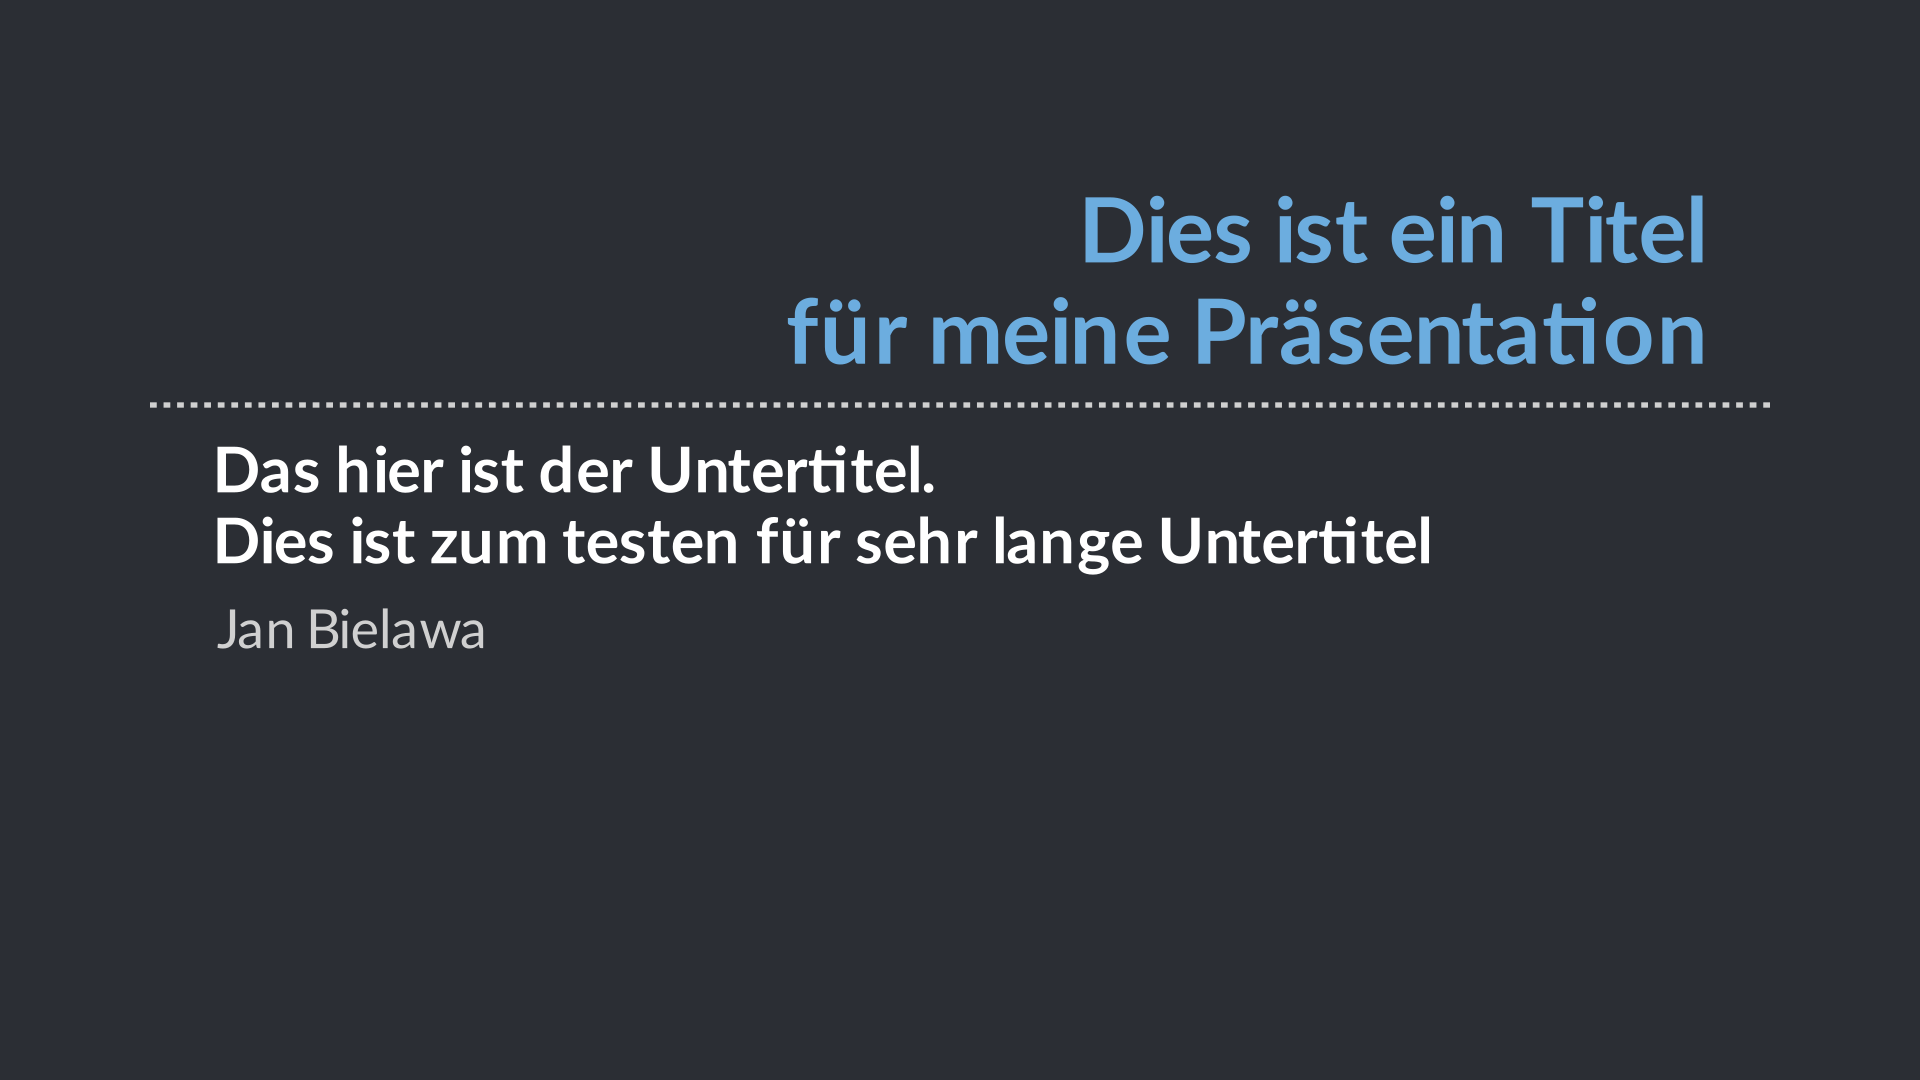 Dies ist ein Titel
für meine Präsentation
Das hier ist der Untertitel.
Dies ist zum testen für sehr lange Untertitel
Jan Bielawa